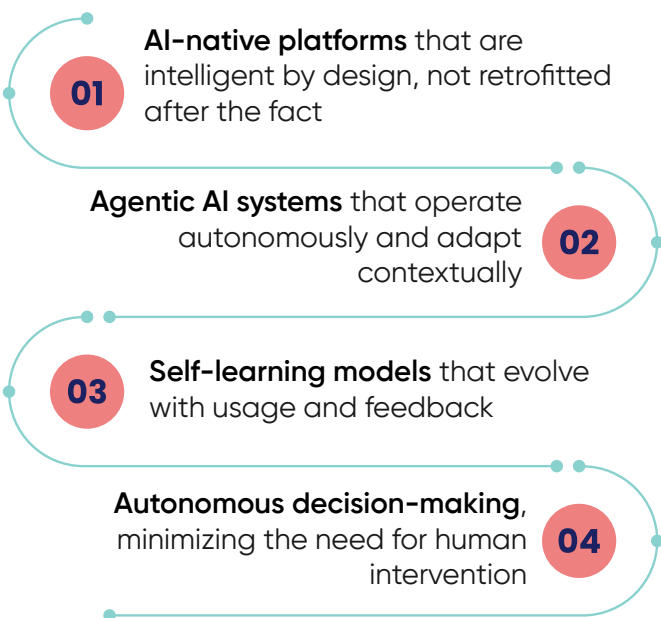 01
AI-native platforms that are
intelligent by design, not retrofitted
after the fact
Agentic AI systems that operate
autonomously and adapt
contextually
02
03
Self-learning models that evolve
with usage and feedback
Autonomous decision-making,
minimizing the need for human
intervention
04